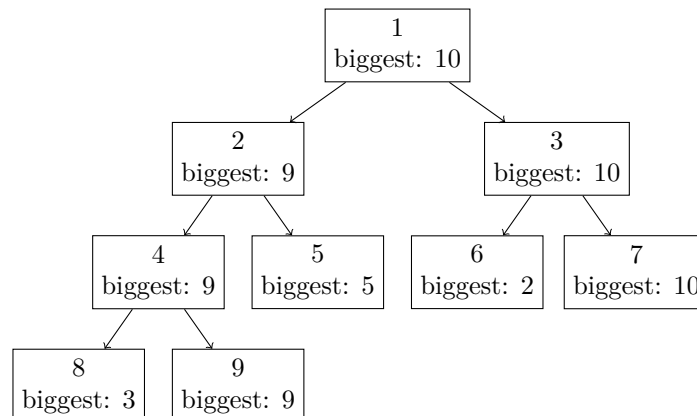 1
biggest: 10
2
biggest: 9
3
biggest: 10
4
biggest: 9
5
biggest: 5
6
biggest: 2
7
biggest: 10
8
biggest: 3
9
biggest: 9